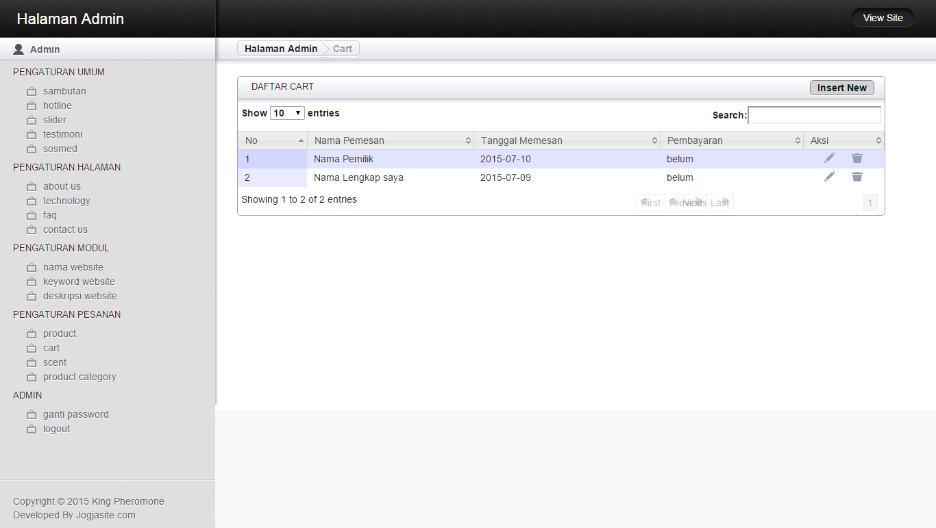 Halaman Admin
View Site
Admin
Halaman Admin
Cart
PENGATURAN UMUM
sambutan
hotline
slider
testimoni
sosmed
PENGATURAN HALAMAN
about us
technology
faq
contact us
PENGATURAN MODUL
nama website
keyword website
deskripsi website
PENGATURAN PESANAN
product
cart
scent
product category
ADMIN
ganti password
logout
Copyright © 2015 King Pheromone
Developed By Jogjasite.com
DAFTAR CART
Insert New
Show 10 entries
Search:
No Nama Pemesan Tanggal Memesan Pembayaran Aksi
1 Nama Pemilik 2015-07-10 belum
2 Nama Lengkap saya 2015-07-09 belum
Showing 1 to 2 of 2 entries
First Previous Next Last 1